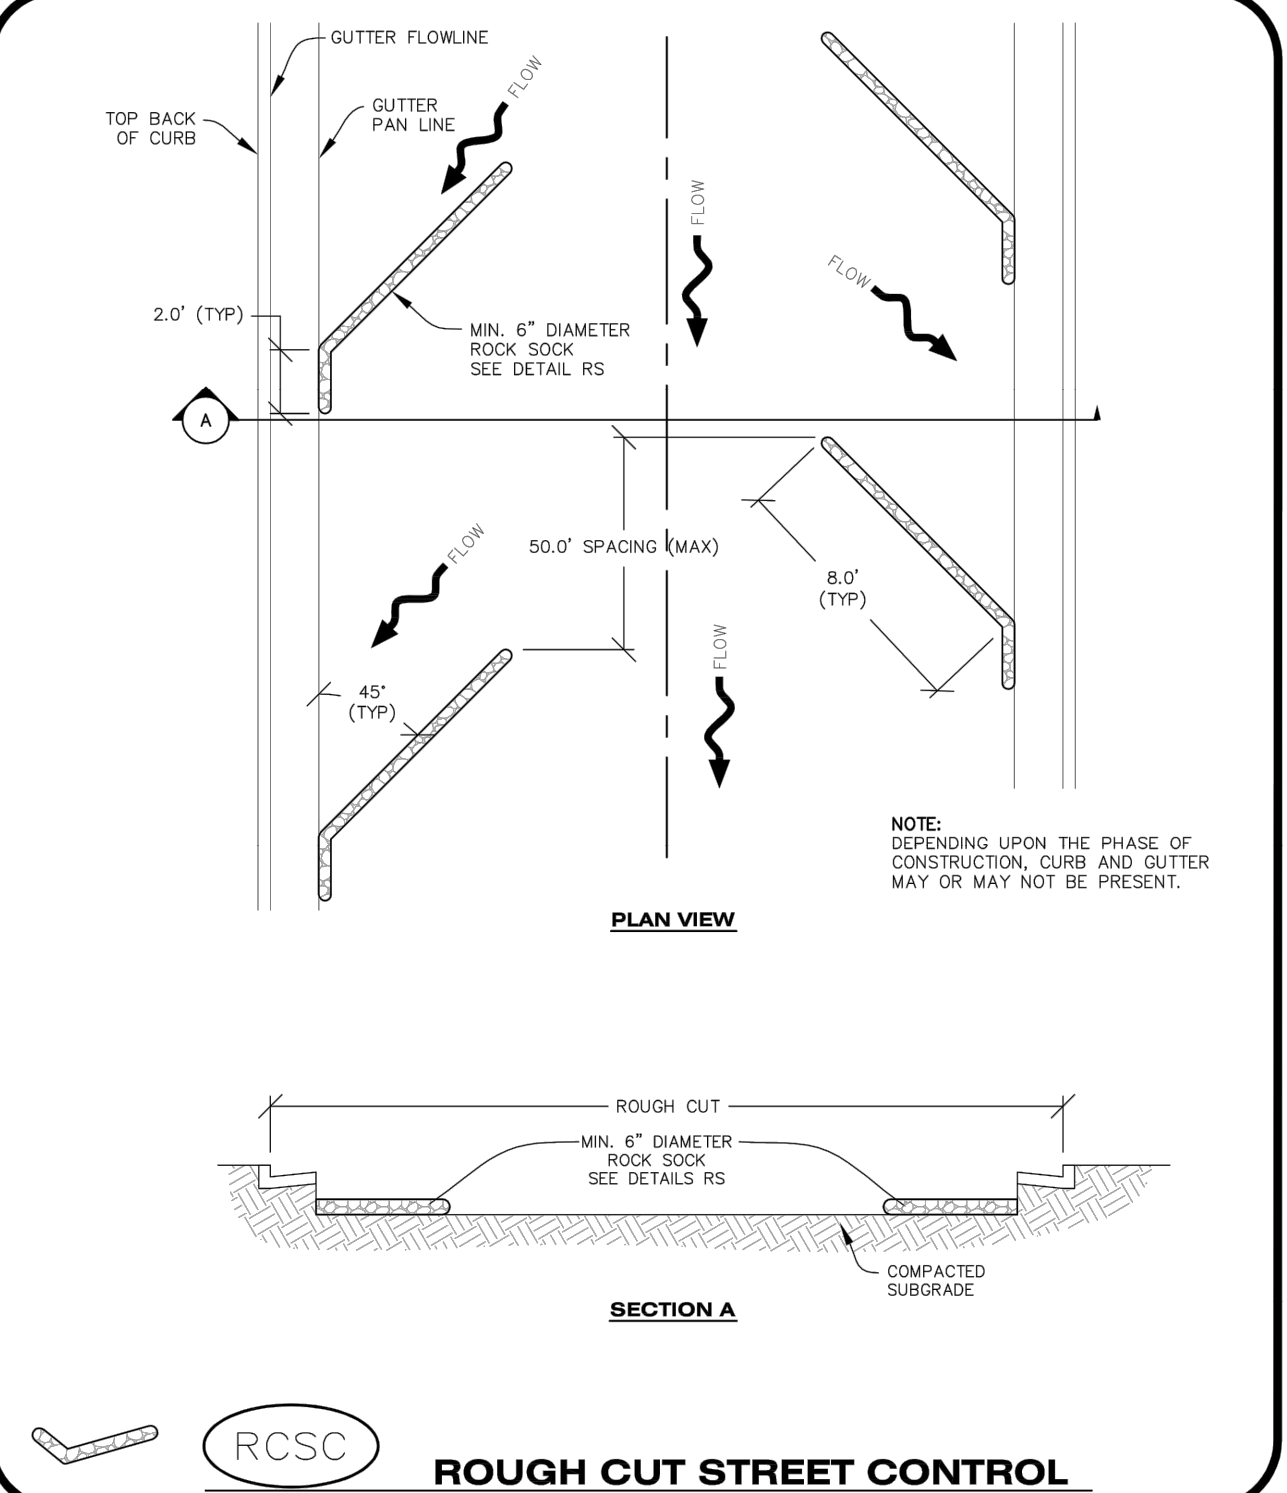 GUTTER FLOWLINE
FLOW
TOP BACK
OF CURB
GUTTER
PAN LINE
FLOW
FLOW
2.0' (TYP)
MIN. 6" DIAMETER
ROCK SOCK
SEE DETAIL RS
A
50.0' SPACING (MAX)
FLOW
8.0'
(TYP)
FLOW
45°
(TYP)
NOTE:
DEPENDING UPON THE PHASE OF
CONSTRUCTION, CURB AND GUTTER
MAY OR MAY NOT BE PRESENT.
PLAN VIEW
ROUGH CUT
MIN. 6" DIAMETER
ROCK SOCK
SEE DETAILS RS
COMPACTED
SUBGRADE
SECTION A
RCSC
ROUGH CUT STREET CONTROL